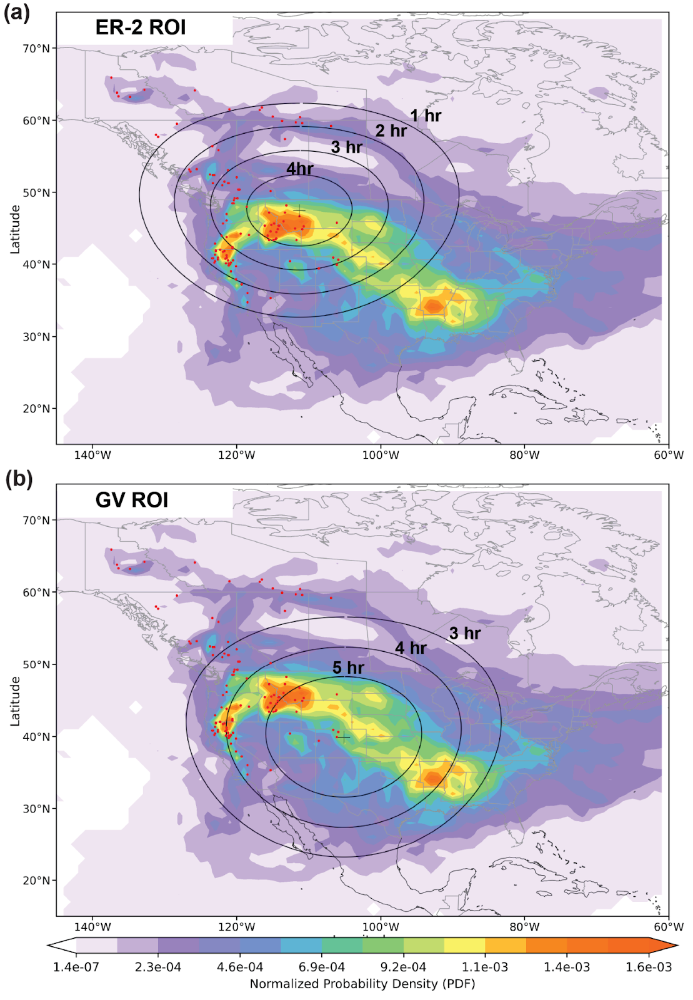 (a)
ER-2 ROI
70°N
60°N
50°N
40°N
30°N
20°N
Latitude
1 hr
2 hr
3 hr
4hr
140°W 120°W 100°W 80°W 60°W
(b)
GV ROI
70°N
60°N
50°N
40°N
30°N
20°N
Latitude
3 hr
4 hr
5 hr
140°W 120°W 100°W 80°W 60°W
1.4e-07 2.3e-04 4.6e-04 6.9e-04 9.2e-04 1.1e-03 1.4e-03 1.6e-03
Normalized Probability Density (PDF)